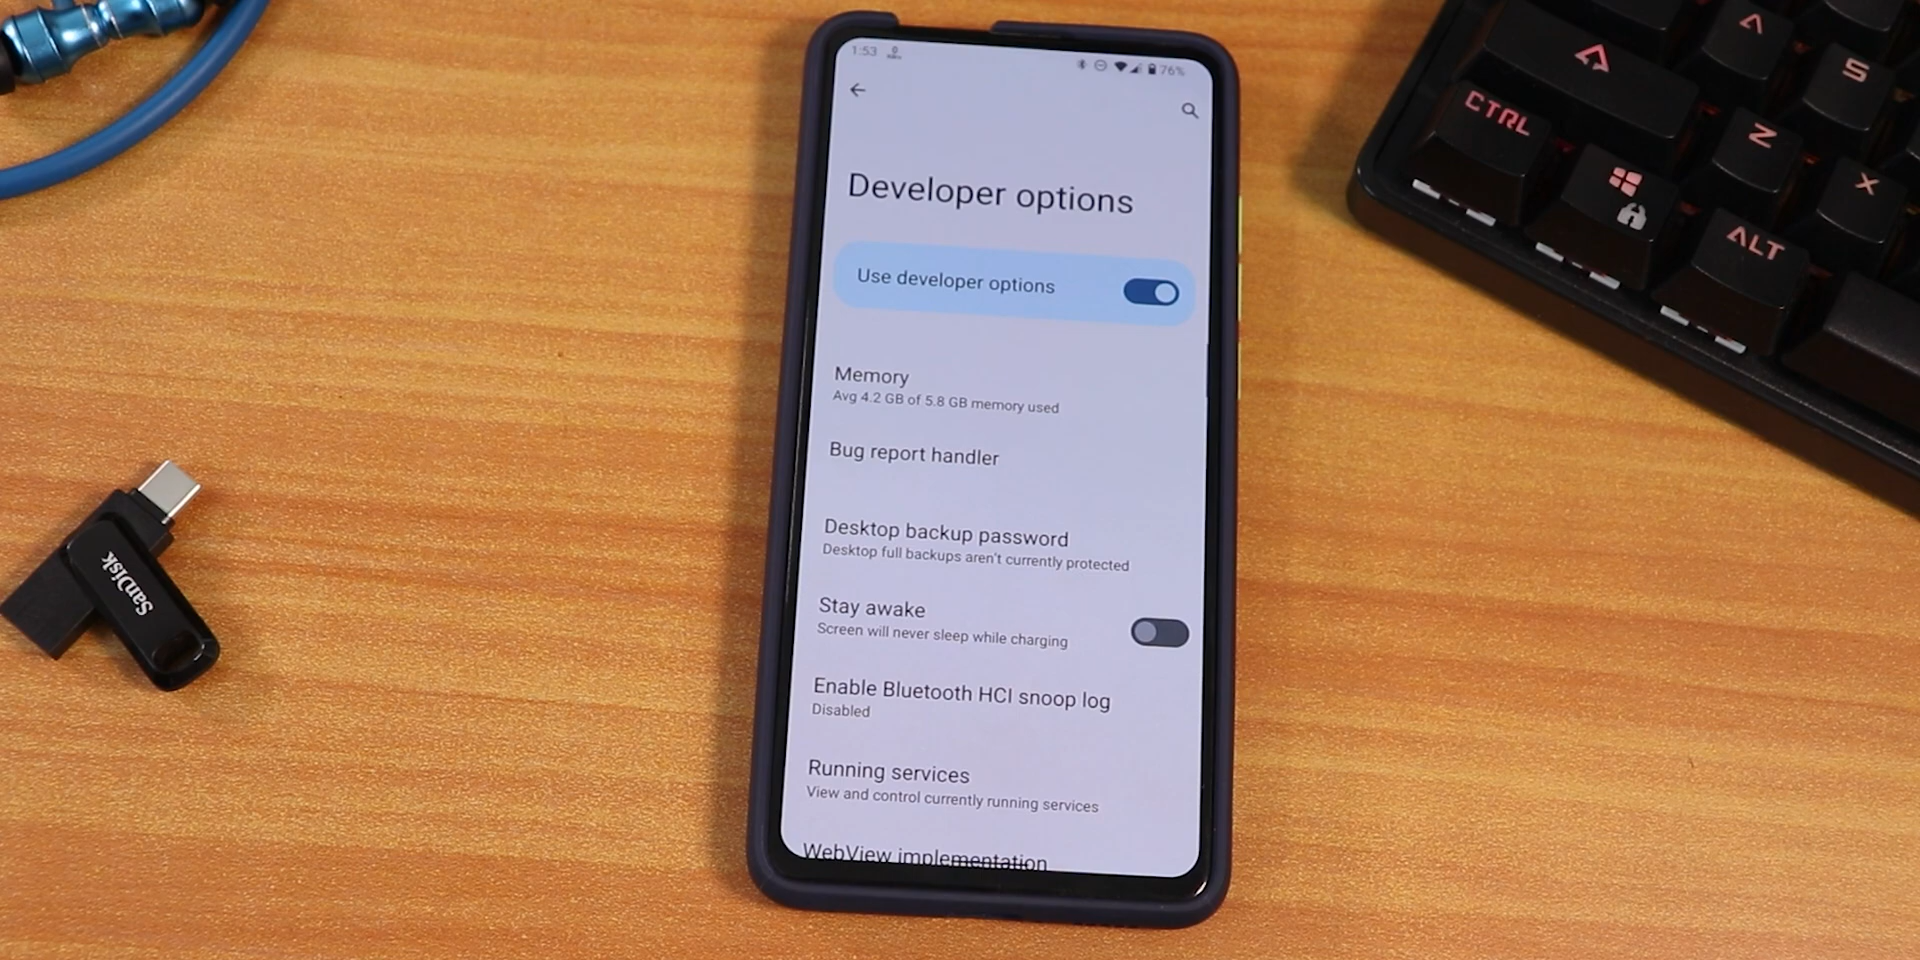 1:53
76%
Developer options
Use developer options
Memory
Avg 4.2 GB of 5.8 GB memory used
Bug report handler
Desktop backup password
Desktop full backups aren't currently protected
Stay awake
Screen will never sleep while charging
Enable Bluetooth HCI snoop log
Disabled
Running services
View and control currently running services
WebView implementation
SanDisk
A
S
CTRL
Z
X
ALT